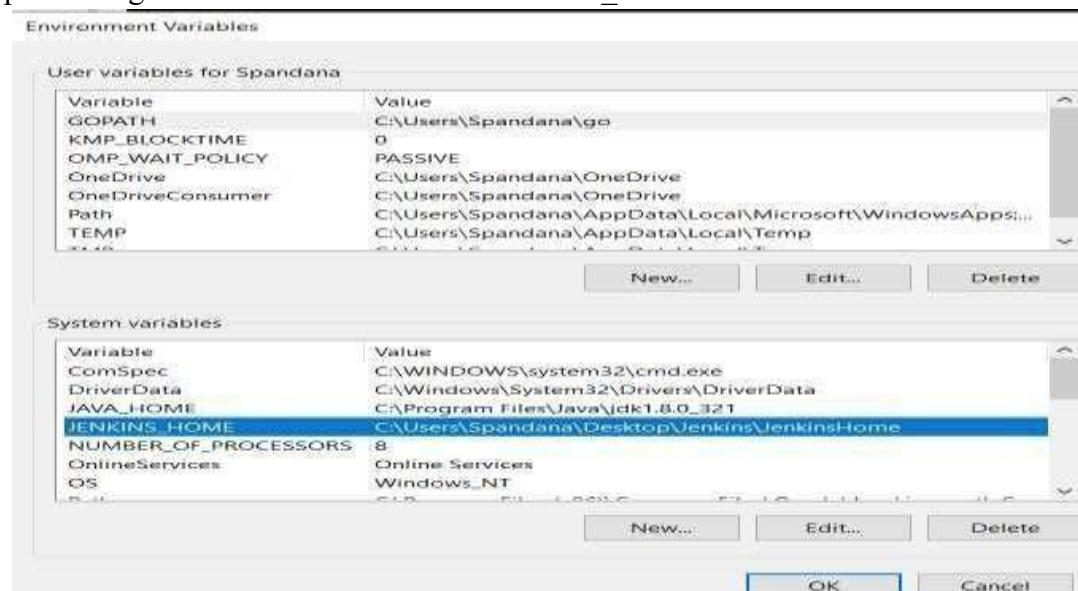 Environment Variables
User variables for Spandana
Variable Value
GOPATH C:\Users\Spandana\go
KMP_BLOCKTIME 0
OMP_WAIT_POLICY PASSIVE
OneDrive C:\Users\Spandana\OneDrive
OneDriveConsumer C:\Users\Spandana\OneDrive
Path C:\Users\Spandana\AppData\Local\Microsoft\WindowsApps;...
TEMP C:\Users\Spandana\AppData\Local\Temp
New... Edit... Delete
System variables
Variable Value
ComSpec C:\WINDOWS\system32\cmd.exe
DriverData C:\Windows\System32\Drivers\DriverData
JAVA_HOME C:\Program Files\Java\jdk1.8.0_321
JENKINS_HOME C:\Users\Spandana\Desktop\Jenkins\JenkinsHome
NUMBER_OF_PROCESSORS 8
OnlineServices Online Services
OS Windows_NT
New... Edit... Delete
OK Cancel